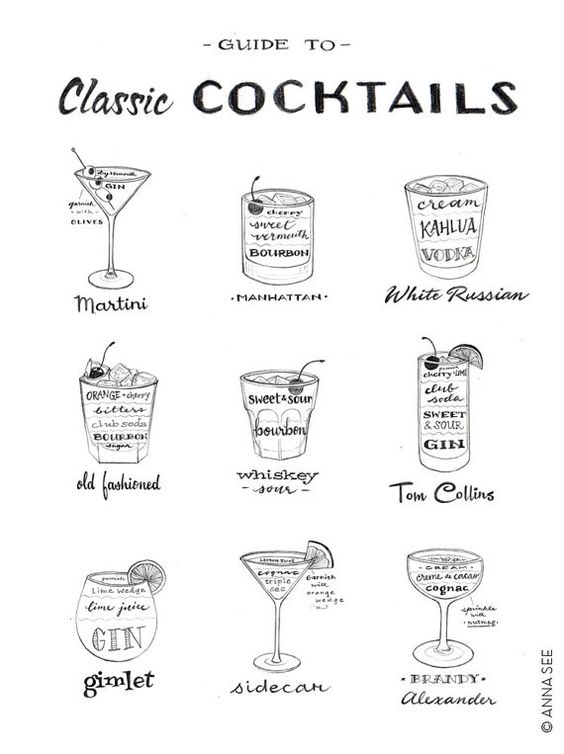 - GUIDE TO -
Classic COCKTAILS
dry vermouth
GIN
garnish
- with -
OLIVES
Martini
cherry
sweet
vermouth
BOURBON
• MANHATTAN •
cream
KAHLUA
VODKA
White Russian
ORANGE + cherry
bitters
club soda
BOURBON
sugar
old fashioned
sweet & sour
bourbon
whiskey
- sour -
garnish
cherry + LIME
club
soda
SWEET
& SOUR
GIN
Tom Collins
garnish
lime wedge
lime juice
GIN
gimlet
LEMON JUICE
cognac
triple
sec
Garnish
with
orange
wedge
sidecar
- CREAM -
creme de cacao
cognac
sprinkle
with
• nutmeg •
• BRANDY •
Alexander
© ANNA SEE